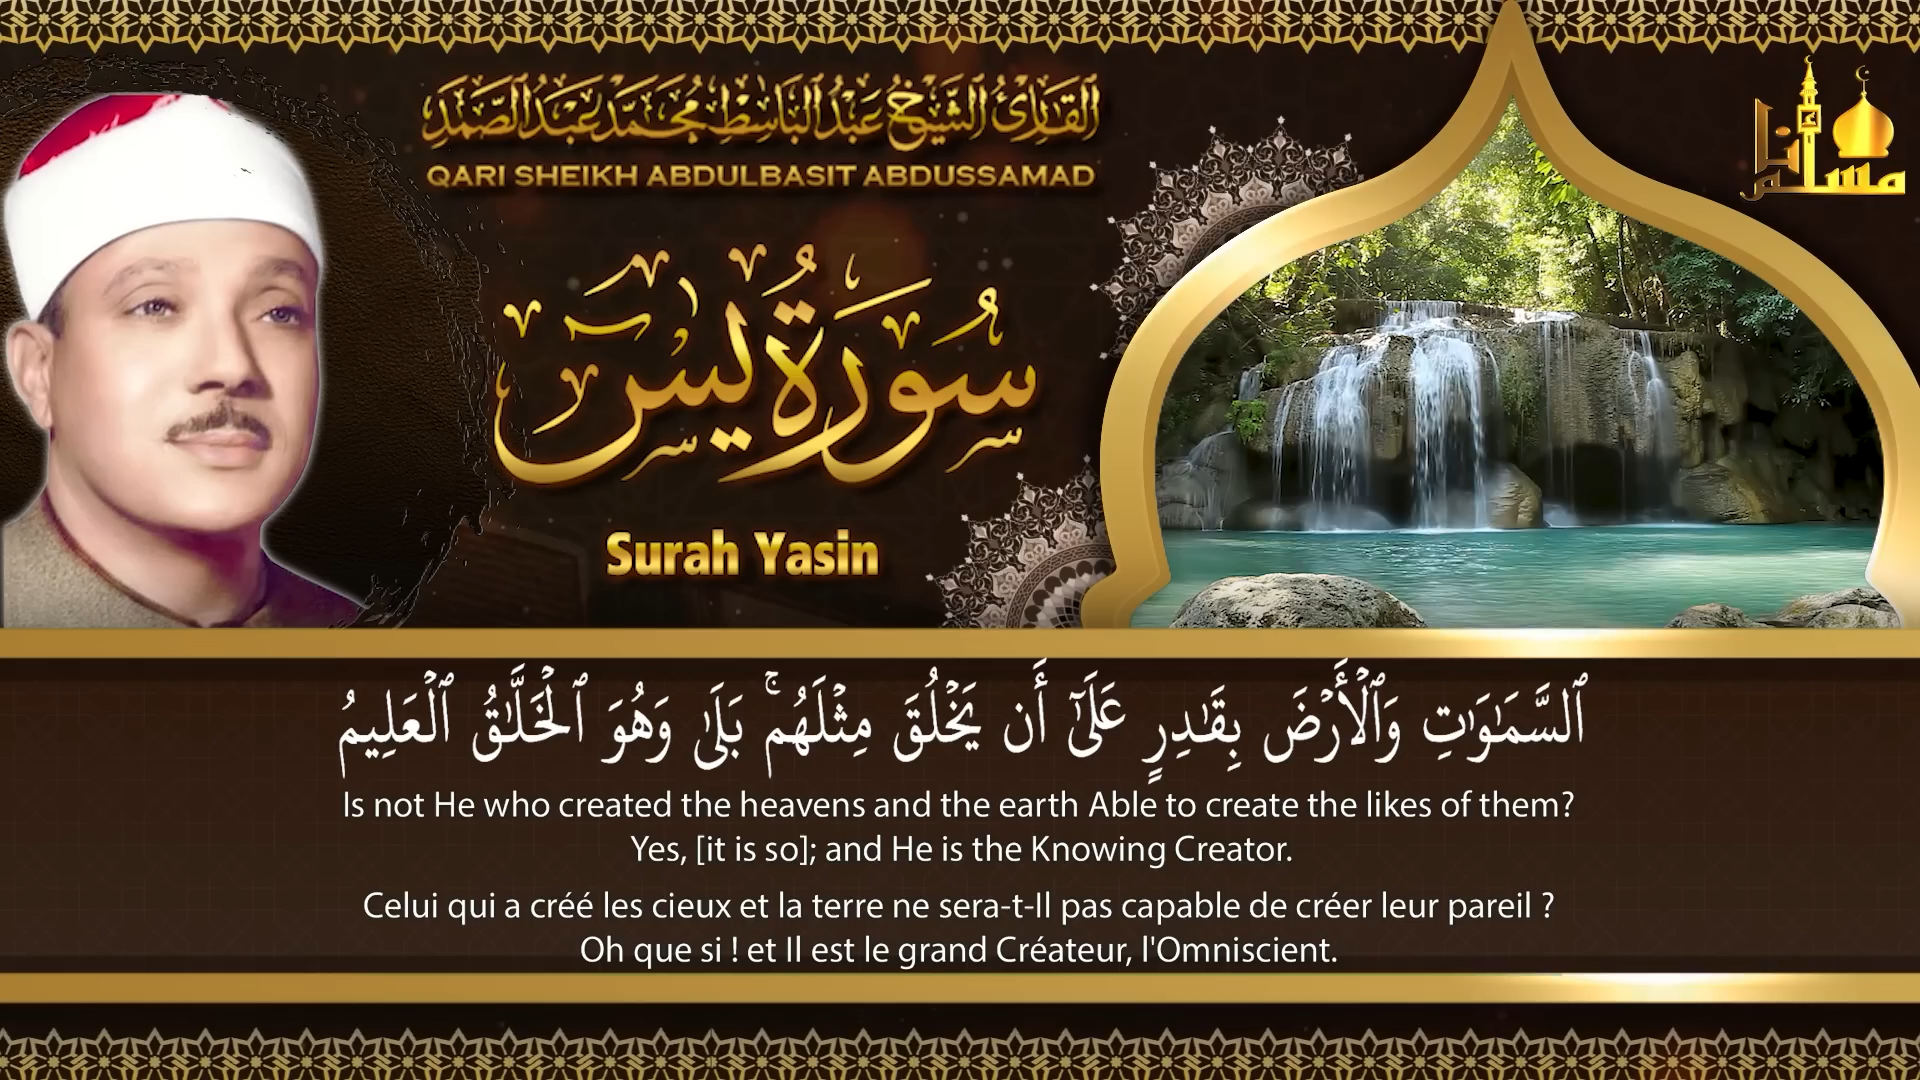 القارئ الشيخ عبد الباسط محمد عبد الصمد
QARI SHEIKH ABDULBASIT ABDUSSAMAD
أنا مسلم
سُورَةُ يسٓ
Surah Yasin
ٱلسَّمَـٰوَٰتِ وَٱلْأَرْضَ بِقَـٰدِرٍ عَلَىٰٓ أَن يَخْلُقَ مِثْلَهُم ۚ بَلَىٰ وَهُوَ ٱلْخَلَّـٰقُ ٱلْعَلِيمُ
Is not He who created the heavens and the earth Able to create the likes of them?
Yes, [it is so]; and He is the Knowing Creator.
Celui qui a créé les cieux et la terre ne sera-t-Il pas capable de créer leur pareil ?
Oh que si ! et Il est le grand Créateur, l'Omniscient.